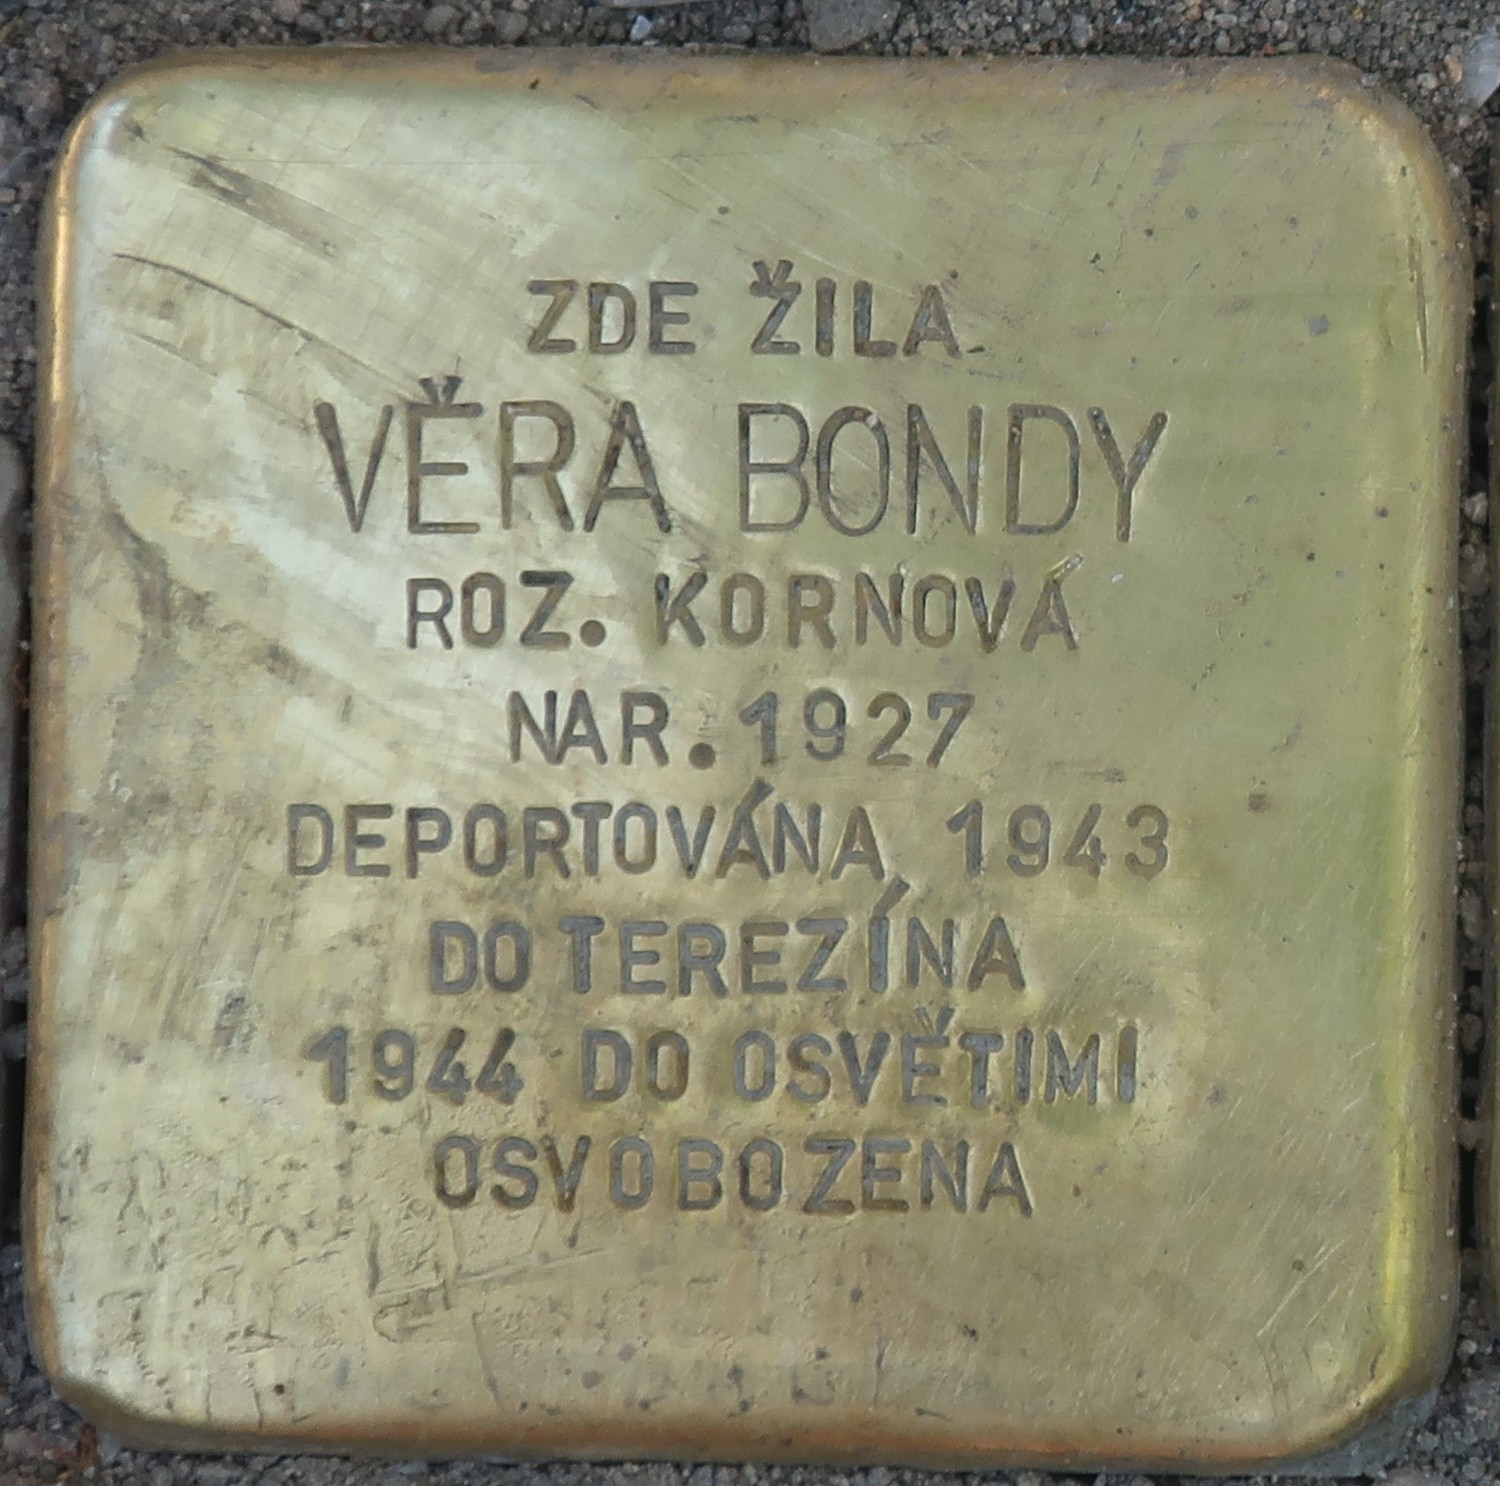 ZDE ŽILA
VĚRA BONDY
ROZ. KORNOVÁ
NAR. 1927
DEPORTOVÁNA 1943
DO TEREZÍNA
1944 DO OSVĚTIMI
OSVOBOZENA